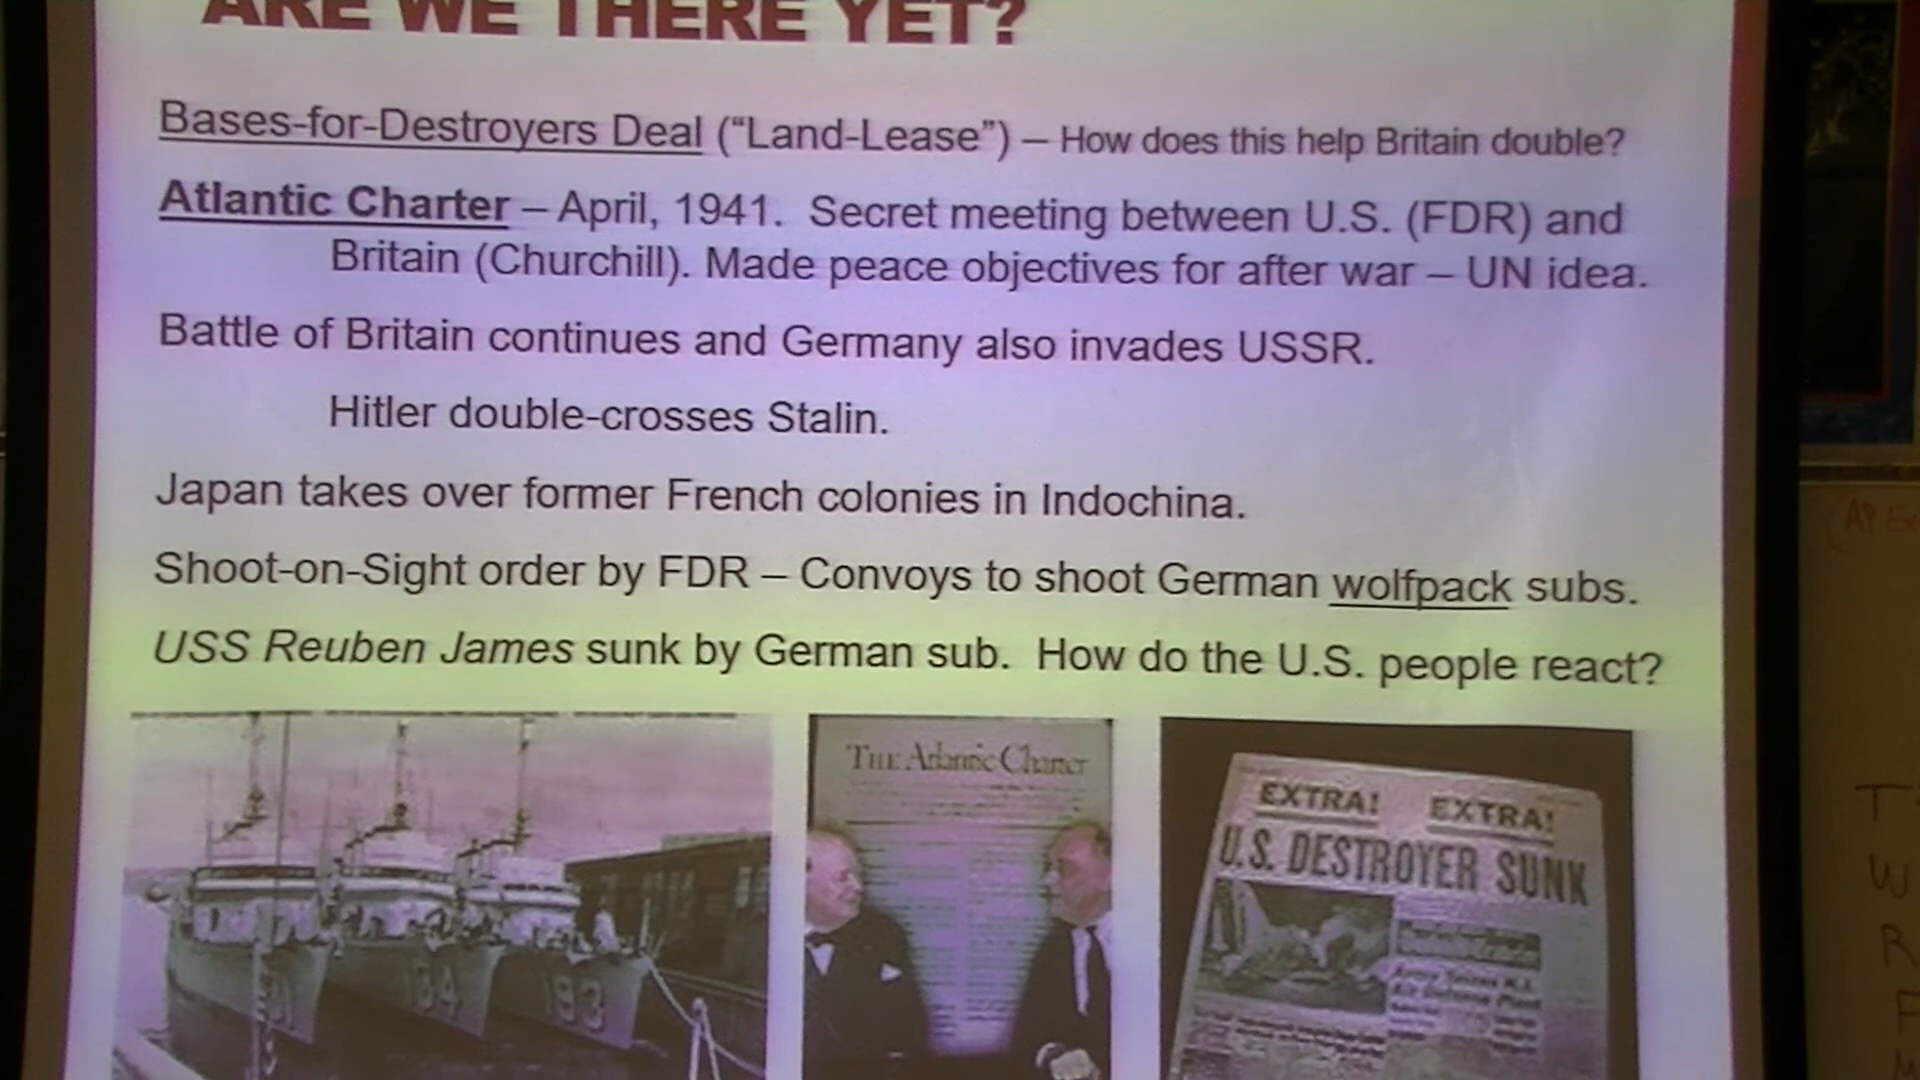 ARE WE THERE YET?
Bases-for-Destroyers Deal (“Land-Lease”) – How does this help Britain double?
Atlantic Charter – April, 1941. Secret meeting between U.S. (FDR) and
Britain (Churchill). Made peace objectives for after war – UN idea.
Battle of Britain continues and Germany also invades USSR.
Hitler double-crosses Stalin.
Japan takes over former French colonies in Indochina.
Shoot-on-Sight order by FDR – Convoys to shoot German wolfpack subs.
USS Reuben James sunk by German sub. How do the U.S. people react?
THE Atlantic Charter
EXTRA! EXTRA!
U.S. DESTROYER SUNK
184
193
(AP
T
W
R
F